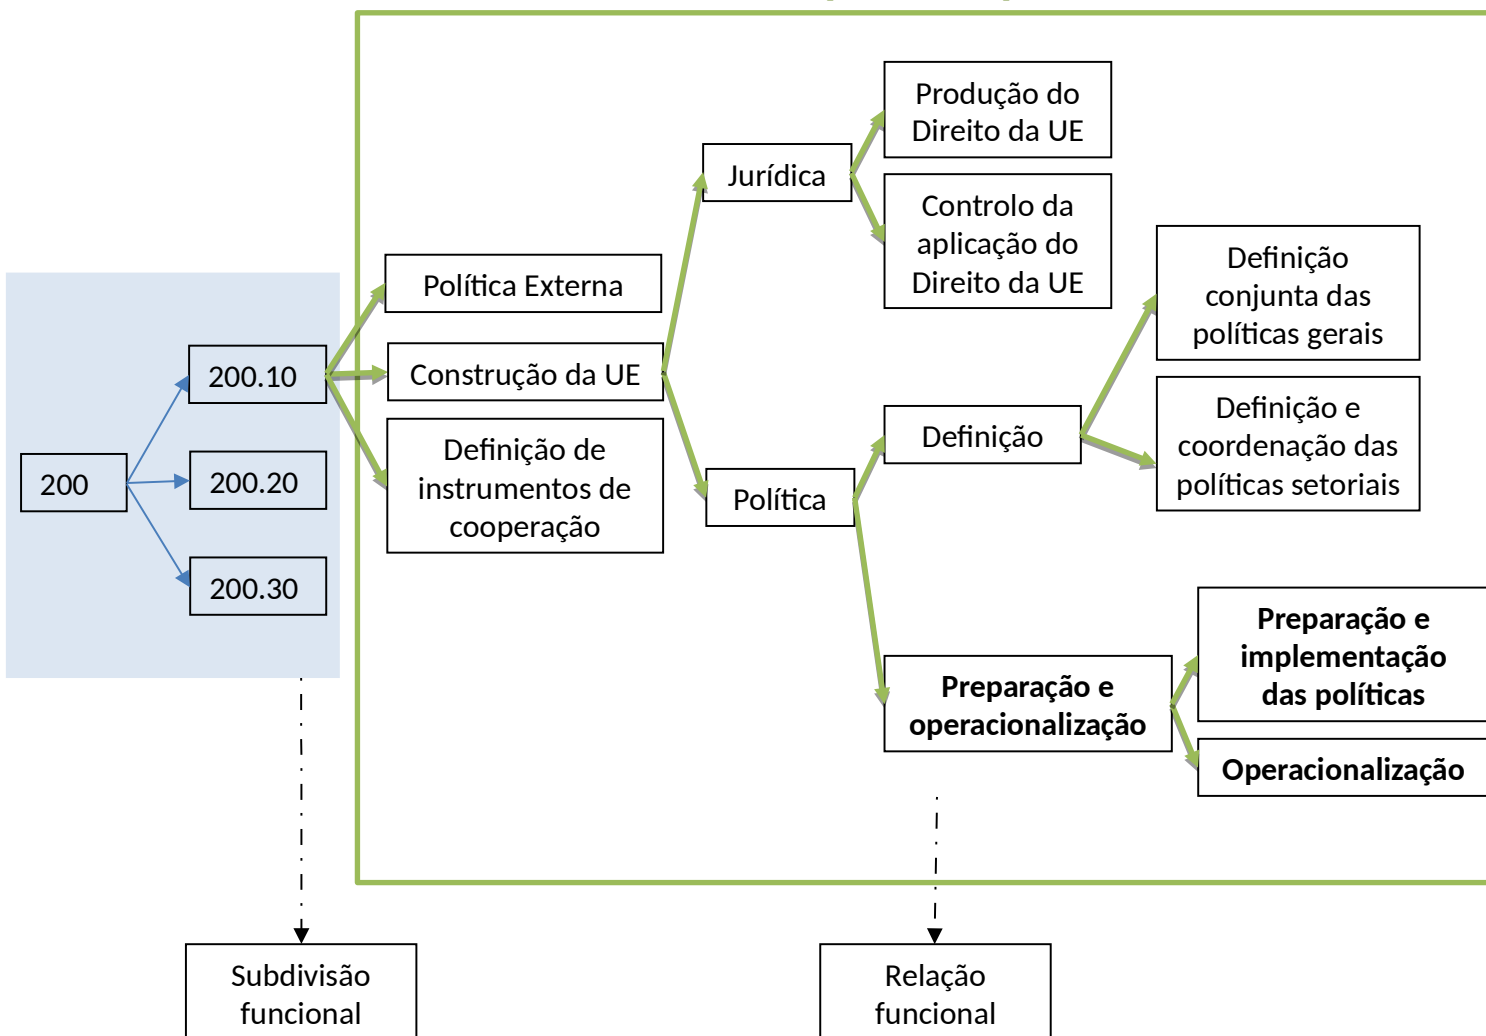 Produção do
Direito da UE
Jurídica
Controlo da
aplicação do
Direito da UE
Política Externa
Definição
conjunta das
políticas gerais
200.10
Construção da UE
Definição e
coordenação das
políticas setoriais
Definição
Definição de
instrumentos de
cooperação
200
200.20
Política
200.30
Preparação e
implementação
das políticas
Preparação e
operacionalização
Operacionalização
Subdivisão
funcional
Relação
funcional